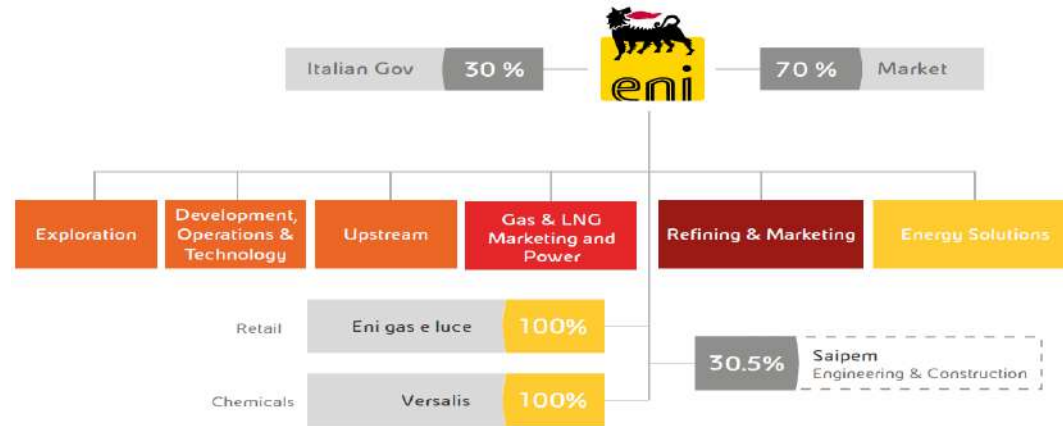 Italian Gov 30 %
eni
70 % Market
Exploration
Development,
Operations &
Technology
Upstream
Gas & LNG
Marketing and
Power
Refining & Marketing
Energy Solutions
Retail Eni gas e luce 100%
30.5% Saipem
Engineering & Construction
Chemicals Versalis 100%